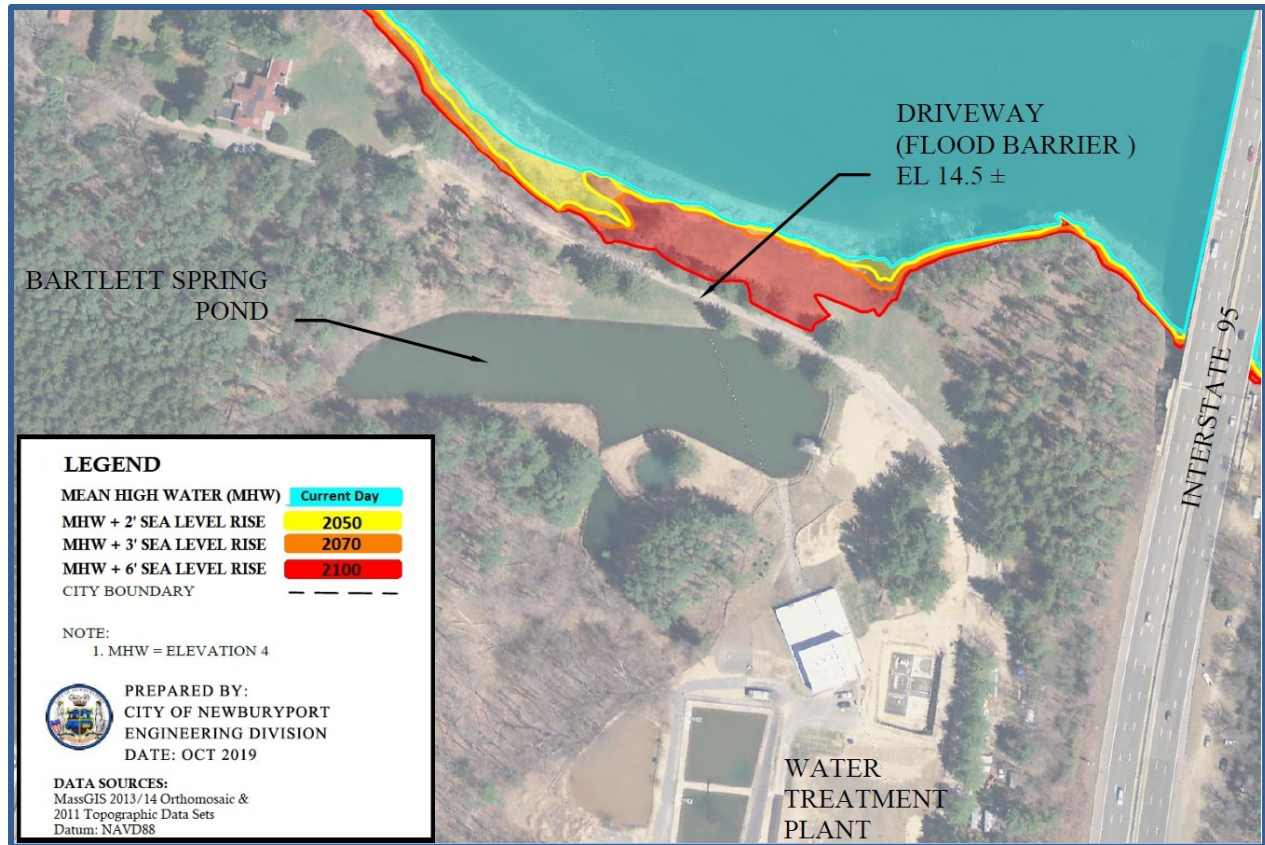 DRIVEWAY
(FLOOD BARRIER )
EL 14.5 ±
BARTLETT SPRING
POND
INTERSTATE 95
WATER
TREATMENT
PLANT
LEGEND
MEAN HIGH WATER (MHW) Current Day
MHW + 2' SEA LEVEL RISE 2050
MHW + 3' SEA LEVEL RISE 2070
MHW + 6' SEA LEVEL RISE 2100
CITY BOUNDARY
NOTE:
1. MHW = ELEVATION 4
PREPARED BY:
CITY OF NEWBURYPORT
ENGINEERING DIVISION
DATE: OCT 2019
DATA SOURCES:
MassGIS 2013/14 Orthomosaic &
2011 Topographic Data Sets
Datum: NAVD88